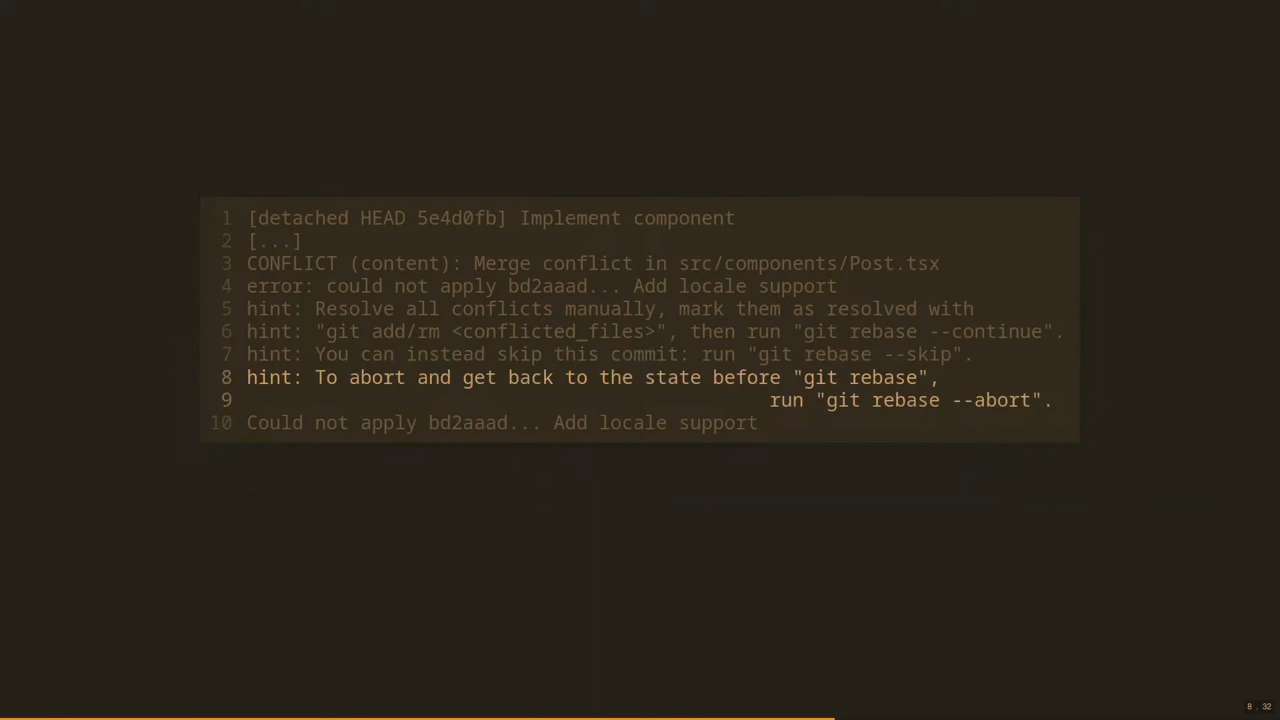 1 [detached HEAD 5e4d0fb] Implement component
2 [...]
3 CONFLICT (content): Merge conflict in src/components/Post.tsx
4 error: could not apply bd2aaad... Add locale support
5 hint: Resolve all conflicts manually, mark them as resolved with
6 hint: "git add/rm <conflicted_files>", then run "git rebase --continue".
7 hint: You can instead skip this commit: run "git rebase --skip".
8 hint: To abort and get back to the state before "git rebase",
9 run "git rebase --abort".
10 Could not apply bd2aaad... Add locale support
8 . 32